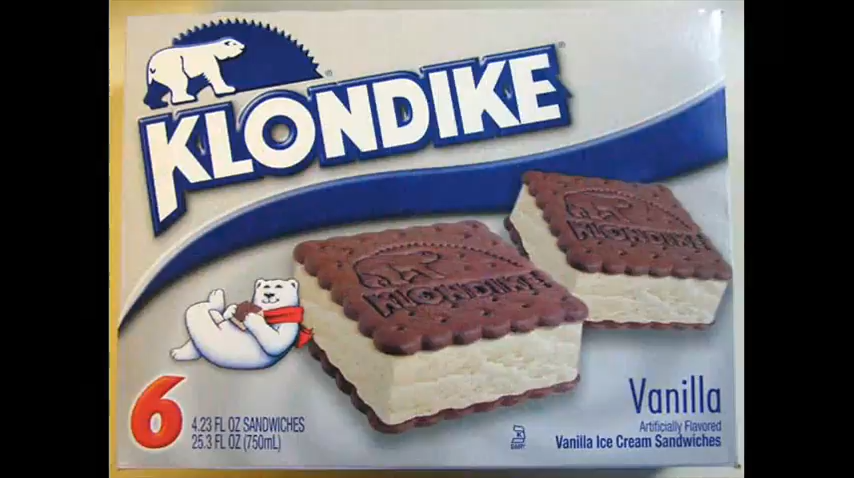 KLONDIKE
KLONDIKE
KLONDIKE
6
4.23 FL OZ SANDWICHES
25.3 FL OZ (750mL)
Vanilla
Artificially Flavored
Vanilla Ice Cream Sandwiches